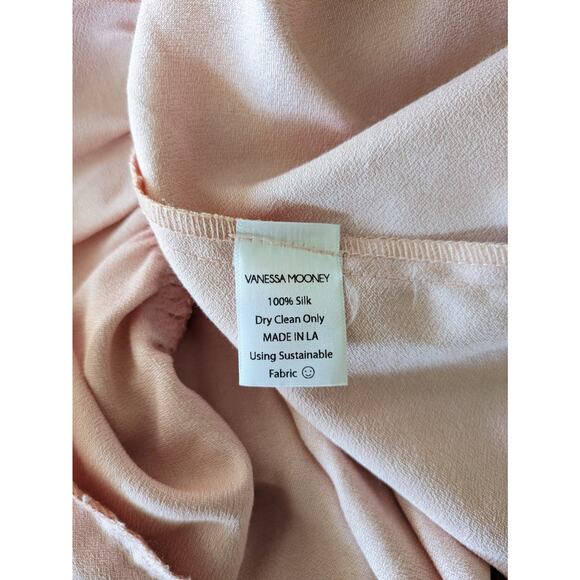 VANESSA MOONEY
100% Silk
Dry Clean Only
MADE IN LA
Using Sustainable
Fabric ☺